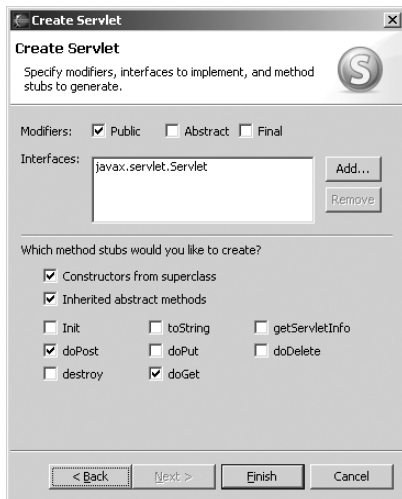 Create Servlet
Create Servlet
Specify modifiers, interfaces to implement, and method
stubs to generate.
S
Modifiers: Public Abstract Final
Interfaces: javax.servlet.Servlet Add...
Remove
Which method stubs would you like to create?
Constructors from superclass
Inherited abstract methods
Init toString getServletInfo
doPost doPut doDelete
destroy doGet
< Back Next > Finish Cancel